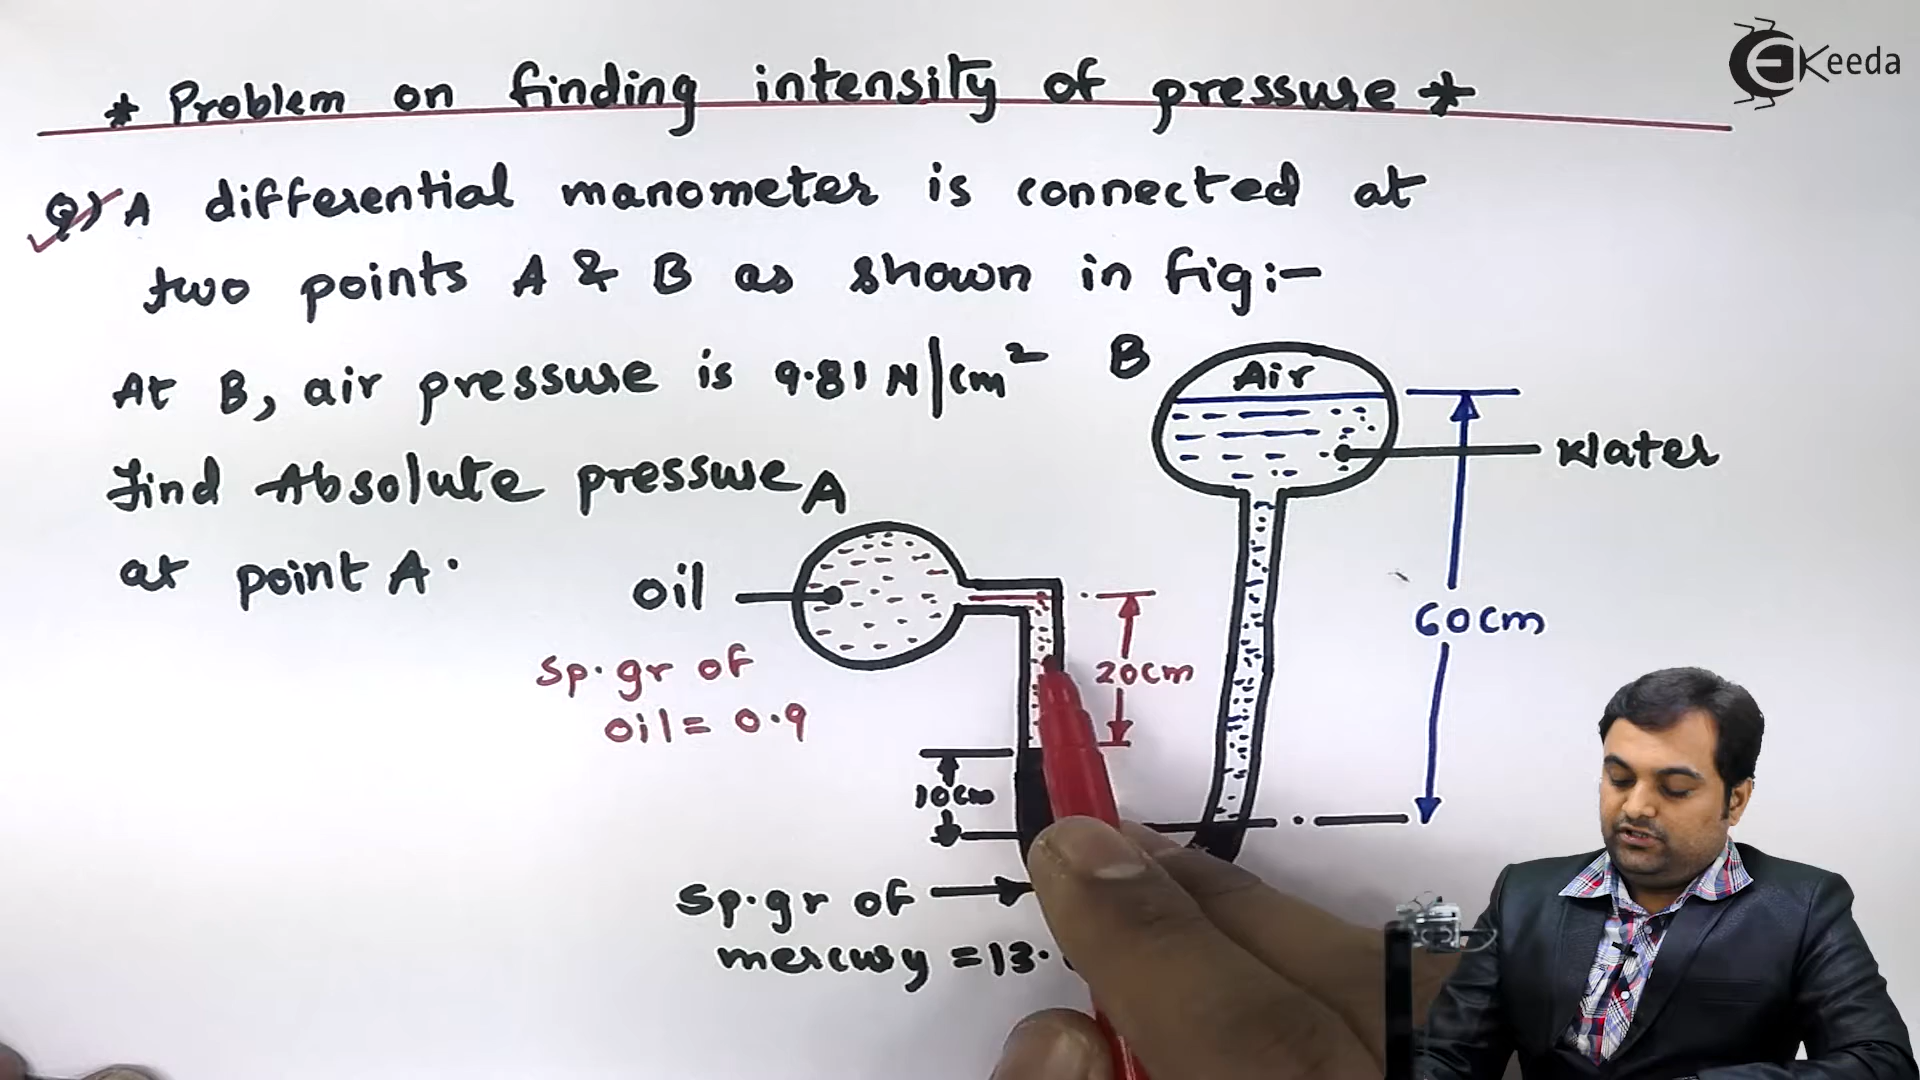 EKeeda
* Problem on finding intensity of pressure *
Q) A differential manometer is connected at
two points A & B as shown in fig:-
At B, air pressure is 9.81 N/cm²
Find Absolute pressure
at point A.
B
Air
Water
60cm
A
oil
Sp.gr of
oil = 0.9
20cm
10cm
Sp.gr of
mercury = 13.